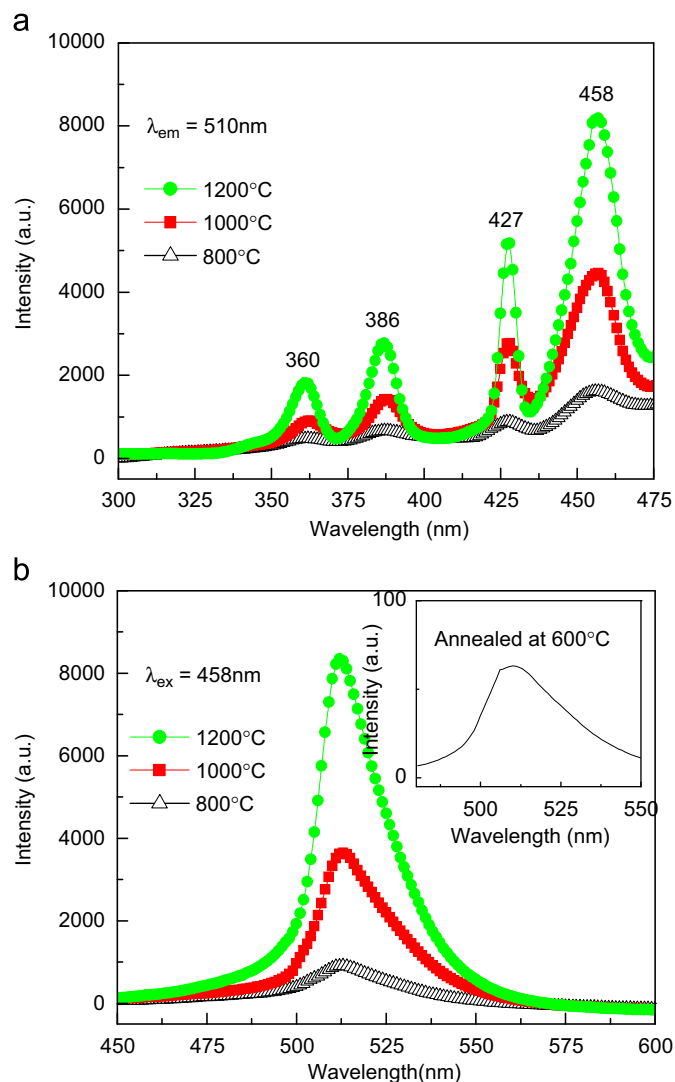 a
10000
8000
6000
4000
2000
0
Intensity (a.u.)
λem = 510nm
1200°C
1000°C
800°C
360
386
427
458
300 325 350 375 400 425 450 475
Wavelength (nm)
b
10000
8000
6000
4000
2000
0
Intensity (a.u.)
λex = 458nm
1200°C
1000°C
800°C
100
0
Intensity (a.u.)
Annealed at 600°C
500 525 550
Wavelength (nm)
450 475 500 525 550 575 600
Wavelength(nm)